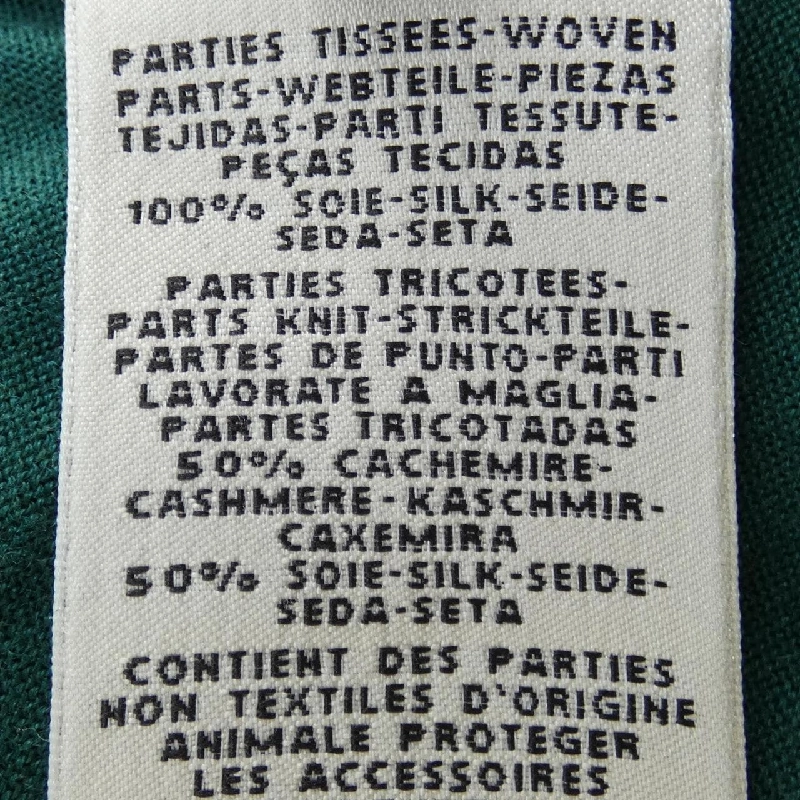 PARTIES TISSEES-WOVEN
PARTS-WEBTEILE-PIEZAS
TEJIDAS-PARTI TESSUTE-
PEÇAS TECIDAS
100% SOIE-SILK-SEIDE-
SEDA-SETA
PARTIES TRICOTEES-
PARTS KNIT-STRICKTEILE-
PARTES DE PUNTO-PARTI
LAVORATE A MAGLIA-
PARTES TRICOTADAS
50% CACHEMIRE-
CASHMERE-KASCHMIR-
CAXEMIRA
50% SOIE-SILK-SEIDE-
SEDA-SETA
CONTIENT DES PARTIES
NON TEXTILES D'ORIGINE
ANIMALE PROTEGER
LES ACCESSOIRES